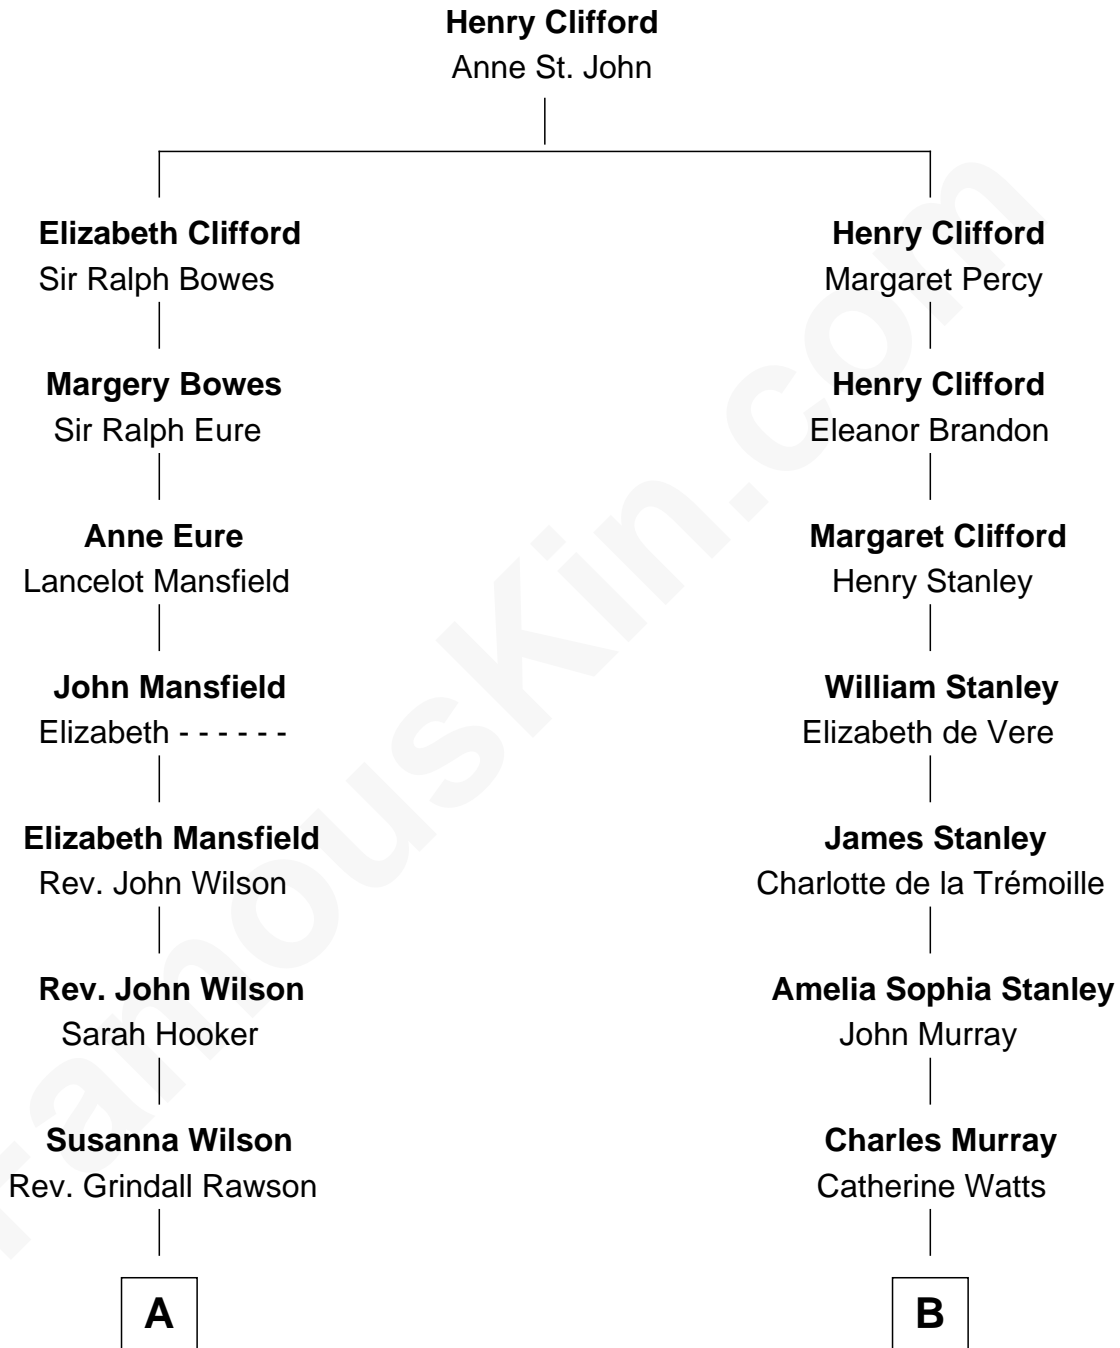 Henry Clifford
Anne St. John
Elizabeth Clifford
Sir Ralph Bowes
Henry Clifford
Margaret Percy
Margery Bowes
Sir Ralph Eure
Henry Clifford
Eleanor Brandon
Anne Eure
Lancelot Mansfield
Margaret Clifford
Henry Stanley
John Mansfield
Elizabeth - - - - - -
William Stanley
Elizabeth de Vere
Elizabeth Mansfield
Rev. John Wilson
James Stanley
Charlotte de la Trémoille
Rev. John Wilson
Sarah Hooker
Amelia Sophia Stanley
John Murray
Susanna Wilson
Rev. Grindall Rawson
Charles Murray
Catherine Watts
A
B
FamousKin.com